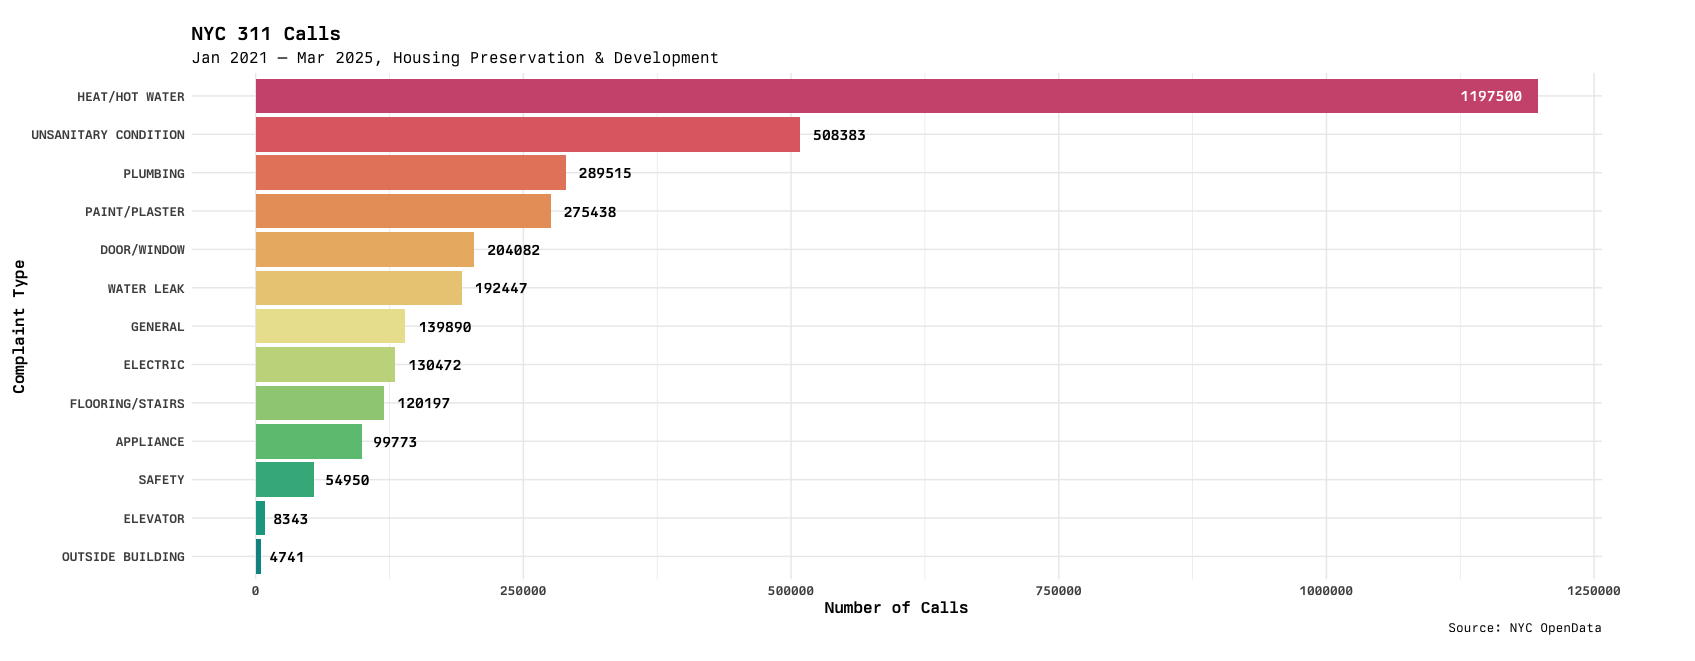 NYC 311 Calls
Jan 2021 – Mar 2025, Housing Preservation & Development
Complaint Type
HEAT/HOT WATER 1197500
UNSANITARY CONDITION 508383
PLUMBING 289515
PAINT/PLASTER 275438
DOOR/WINDOW 204082
WATER LEAK 192447
GENERAL 139890
ELECTRIC 130472
FLOORING/STAIRS 120197
APPLIANCE 99773
SAFETY 54950
ELEVATOR 8343
OUTSIDE BUILDING 4741
0 250000 500000 750000 1000000 1250000
Number of Calls
Source: NYC OpenData